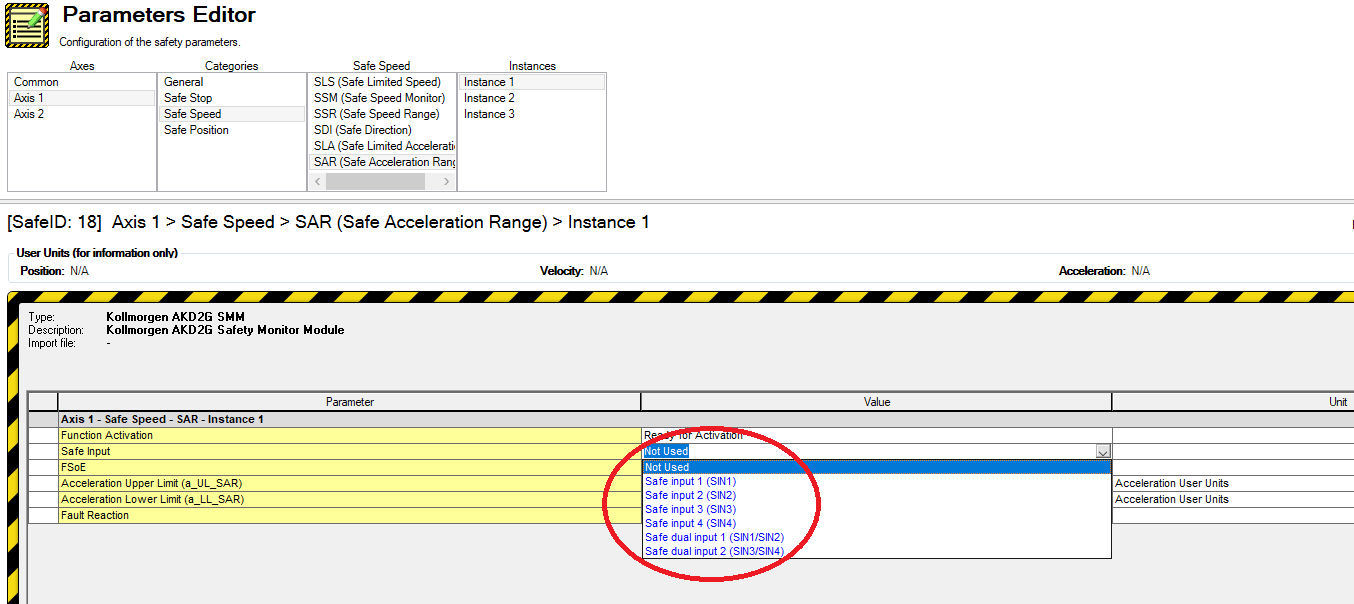 Parameters Editor
Configuration of the safety parameters.
Axes Categories Safe Speed Instances
Common General SLS (Safe Limited Speed) Instance 1
Axis 1 Safe Stop SSM (Safe Speed Monitor) Instance 2
Axis 2 Safe Speed SSR (Safe Speed Range) Instance 3
Safe Position SDI (Safe Direction)
SLA (Safe Limited Accelerati
SAR (Safe Acceleration Rang
[SafeID: 18] Axis 1 > Safe Speed > SAR (Safe Acceleration Range) > Instance 1
User Units (for information only)
Position: N/A Velocity: N/A Acceleration: N/A
Type: Kollmorgen AKD2G SMM
Description: Kollmorgen AKD2G Safety Monitor Module
Import file: -
Parameter Value Unit
Axis 1 - Safe Speed - SAR - Instance 1
Function Activation Ready for Activation
Safe Input Not Used
FSoE Not Used
Safe input 1 (SIN1)
Acceleration Upper Limit (a_UL_SAR) Acceleration User Units
Safe input 2 (SIN2)
Acceleration Lower Limit (a_LL_SAR) Acceleration User Units
Safe input 3 (SIN3)
Fault Reaction
Safe input 4 (SIN4)
Safe dual input 1 (SIN1/SIN2)
Safe dual input 2 (SIN3/SIN4)